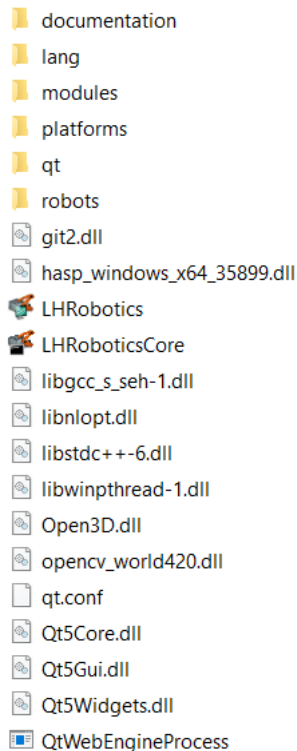 documentation
lang
modules
platforms
qt
robots
git2.dll
hasp_windows_x64_35899.dll
LHRobotics
LHRoboticsCore
libgcc_s_seh-1.dll
libnlopt.dll
libstdc++-6.dll
libwinpthread-1.dll
Open3D.dll
opencv_world420.dll
qt.conf
Qt5Core.dll
Qt5Gui.dll
Qt5Widgets.dll
QtWebEngineProcess